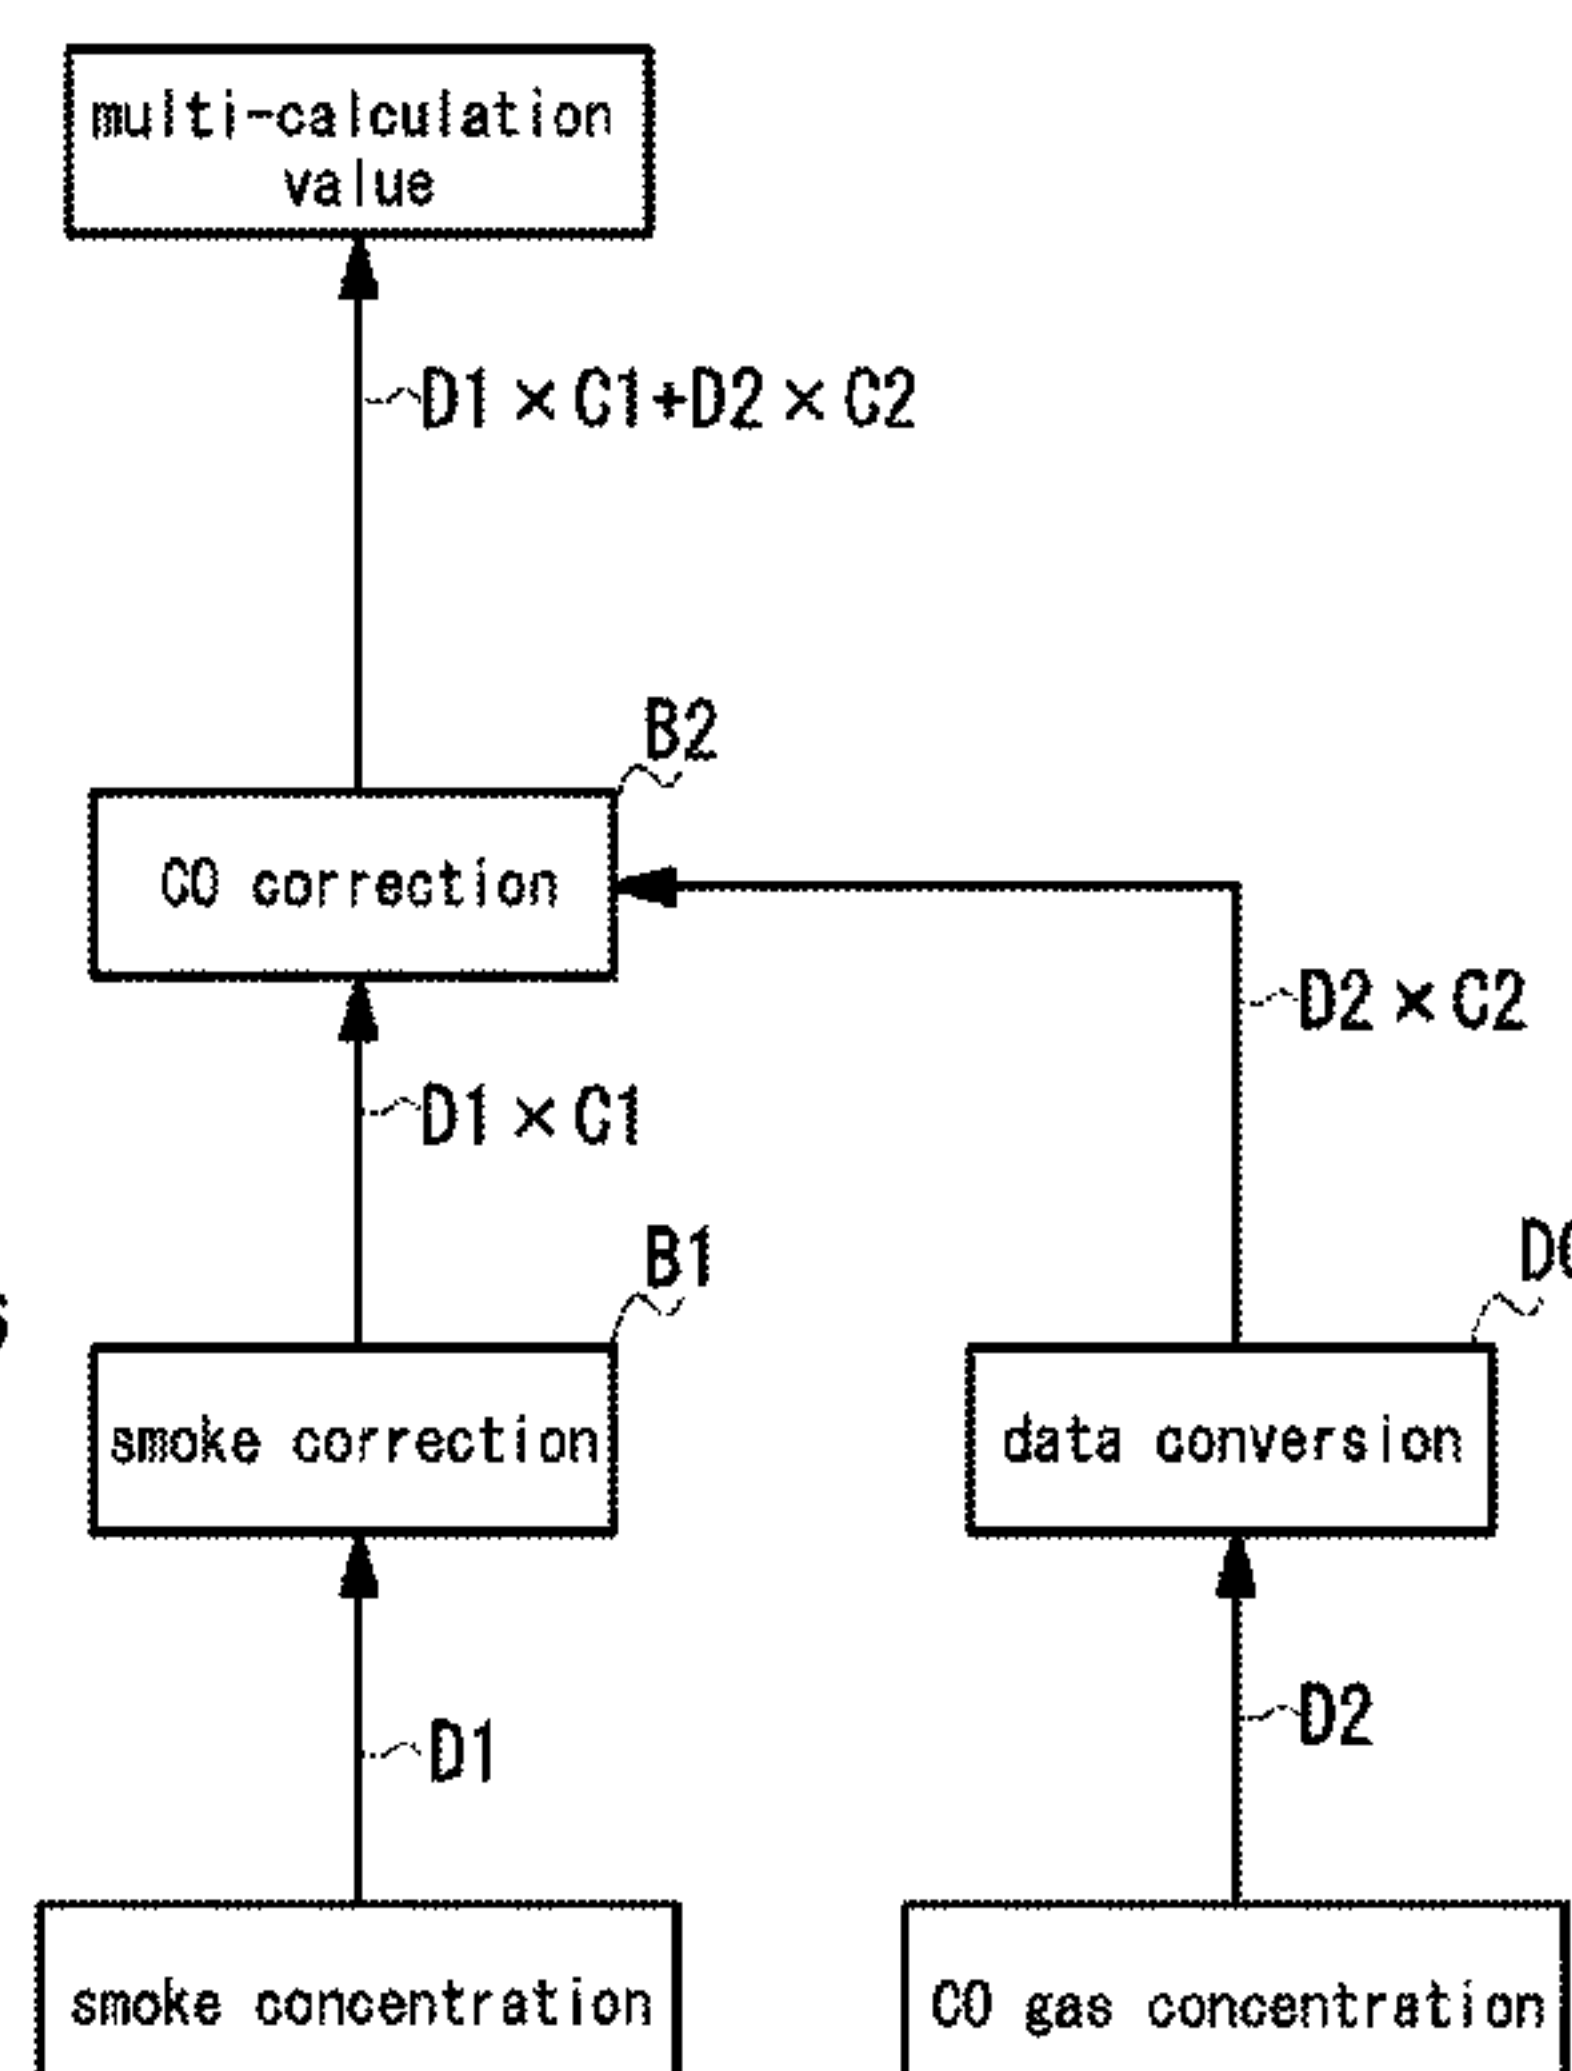 multi-calculation
value
D1×C1+D2×C2
B2
CO correction
D2×C2
D1×C1
B1
smoke correction
data conversion
D1
D2
smoke concentration
CO gas concentration